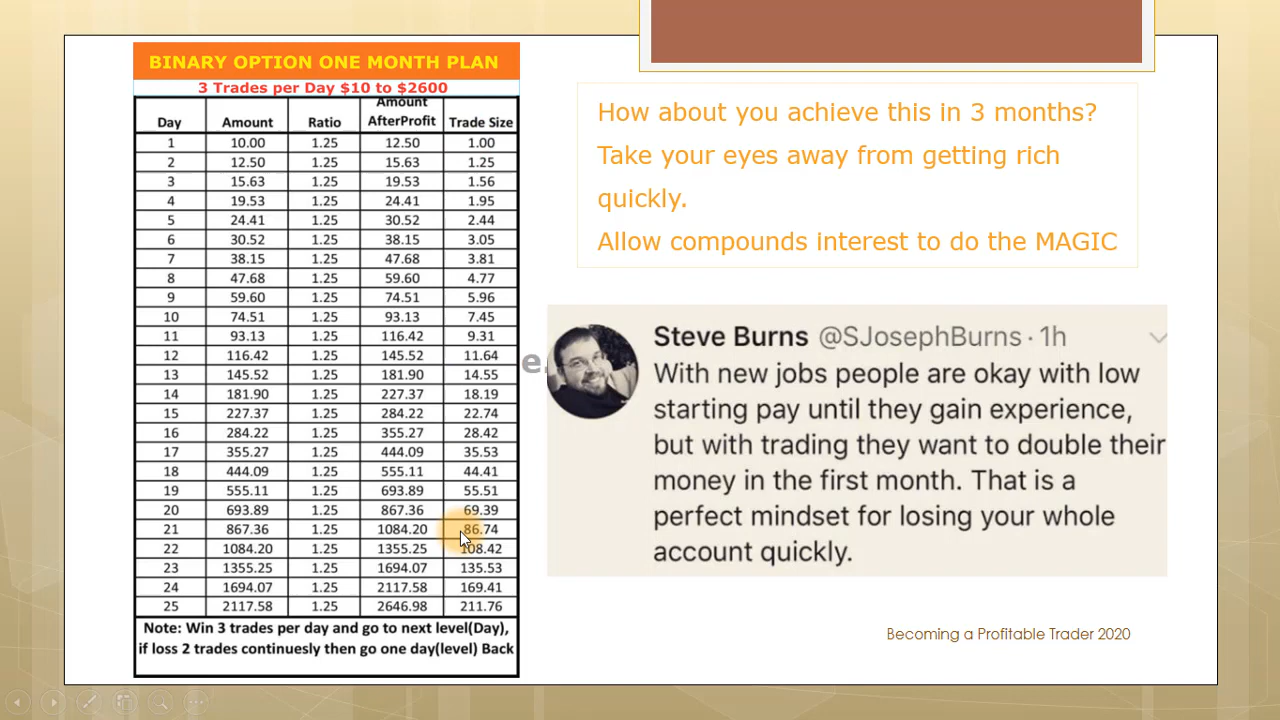 BINARY OPTION ONE MONTH PLAN
3 Trades per Day $10 to $2600
Day Amount Ratio Amount AfterProfit Trade Size
1 10.00 1.25 12.50 1.00
2 12.50 1.25 15.63 1.25
3 15.63 1.25 19.53 1.56
4 19.53 1.25 24.41 1.95
5 24.41 1.25 30.52 2.44
6 30.52 1.25 38.15 3.05
7 38.15 1.25 47.68 3.81
8 47.68 1.25 59.60 4.77
9 59.60 1.25 74.51 5.96
10 74.51 1.25 93.13 7.45
11 93.13 1.25 116.42 9.31
12 116.42 1.25 145.52 11.64
13 145.52 1.25 181.90 14.55
14 181.90 1.25 227.37 18.19
15 227.37 1.25 284.22 22.74
16 284.22 1.25 355.27 28.42
17 355.27 1.25 444.09 35.53
18 444.09 1.25 555.11 44.41
19 555.11 1.25 693.89 55.51
20 693.89 1.25 867.36 69.39
21 867.36 1.25 1084.20 86.74
22 1084.20 1.25 1355.25 108.42
23 1355.25 1.25 1694.07 135.53
24 1694.07 1.25 2117.58 169.41
25 2117.58 1.25 2646.98 211.76
Note: Win 3 trades per day and go to next level(Day),
if loss 2 trades continuesly then go one day(level) Back
How about you achieve this in 3 months?
Take your eyes away from getting rich
quickly.
Allow compounds interest to do the MAGIC
Steve Burns @SJosephBurns · 1h
With new jobs people are okay with low
starting pay until they gain experience,
but with trading they want to double their
money in the first month. That is a
perfect mindset for losing your whole
account quickly.
Becoming a Profitable Trader 2020